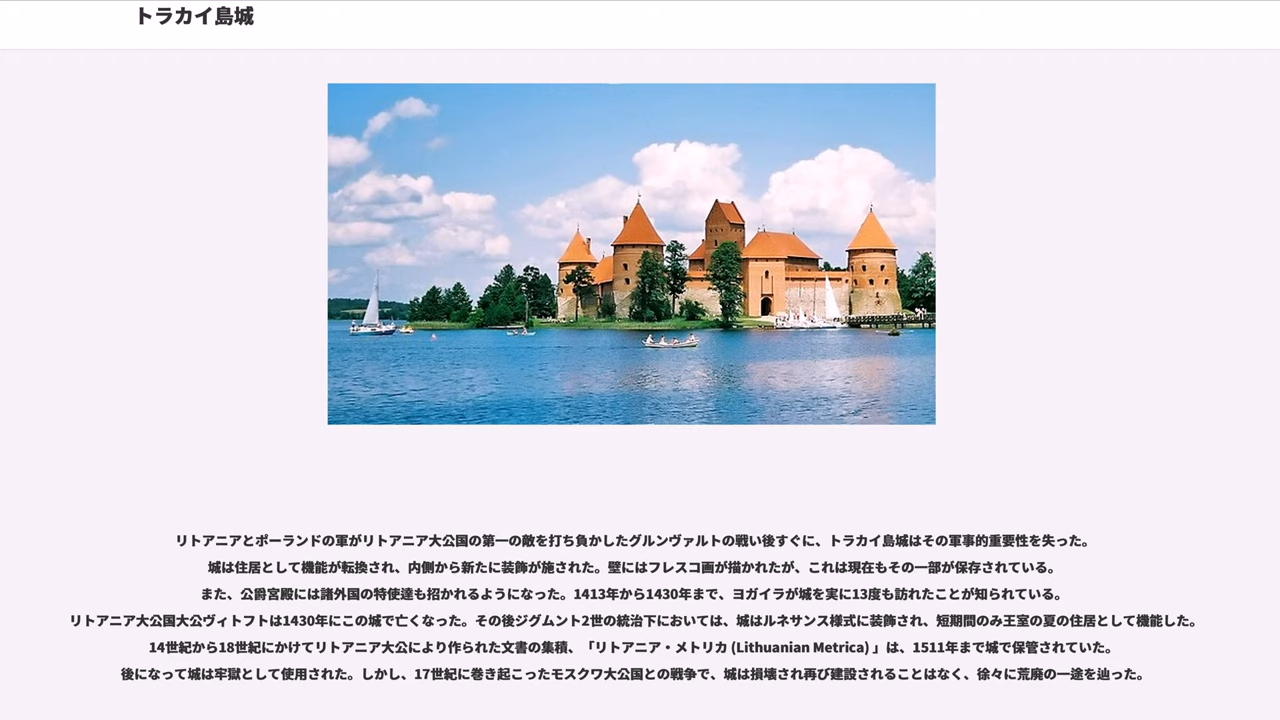 トラカイ島城
リトアニアとポーランドの軍がリトアニア大公国の第一の敵を打ち負かしたグルンヴァルトの戦い後すぐに、トラカイ島城はその軍事的重要性を失った。
城は住居として機能が転換され、内側から新たに装飾が施された。壁にはフレスコ画が描かれたが、これは現在もその一部が保存されている。
また、公爵宮殿には諸外国の特使達も招かれるようになった。1413年から1430年まで、ヨガイラが城を実に13度も訪れたことが知られている。
リトアニア大公国大公ヴィトフトは1430年にこの城で亡くなった。その後ジグムント2世の統治下においては、城はルネサンス様式に装飾され、短期間のみ王室の夏の住居として機能した。
14世紀から18世紀にかけてリトアニア大公により作られた文書の集積、「リトアニア・メトリカ (Lithuanian Metrica) 」は、1511年まで城で保管されていた。
後になって城は牢獄として使用された。しかし、17世紀に巻き起こったモスクワ大公国との戦争で、城は損壊され再び建設されることはなく、徐々に荒廃の一途を辿った。